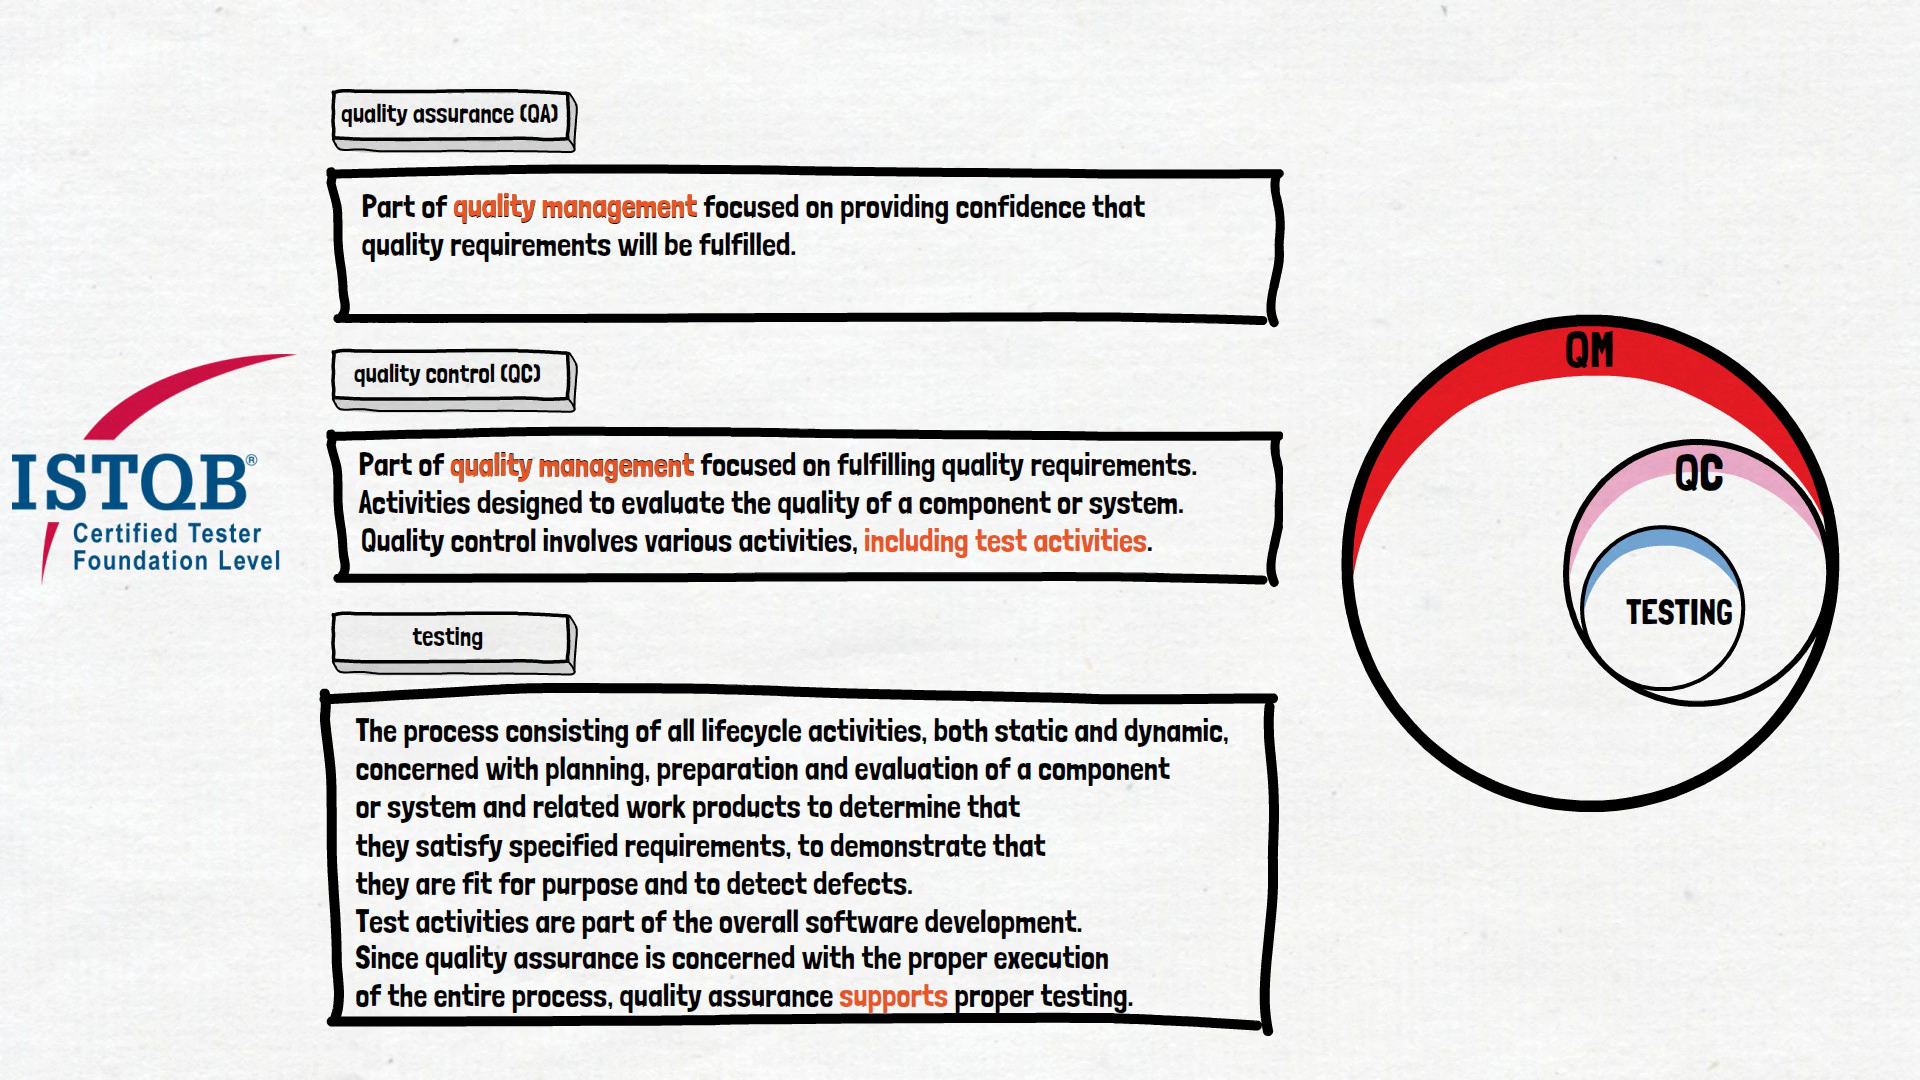 quality assurance (QA)
Part of quality management focused on providing confidence that
quality requirements will be fulfilled.
quality control (QC)
Part of quality management focused on fulfilling quality requirements.
Activities designed to evaluate the quality of a component or system.
Quality control involves various activities, including test activities.
testing
The process consisting of all lifecycle activities, both static and dynamic,
concerned with planning, preparation and evaluation of a component
or system and related work products to determine that
they satisfy specified requirements, to demonstrate that
they are fit for purpose and to detect defects.
Test activities are part of the overall software development.
Since quality assurance is concerned with the proper execution
of the entire process, quality assurance supports proper testing.
ISTQB®
Certified Tester
Foundation Level
QM
QC
TESTING